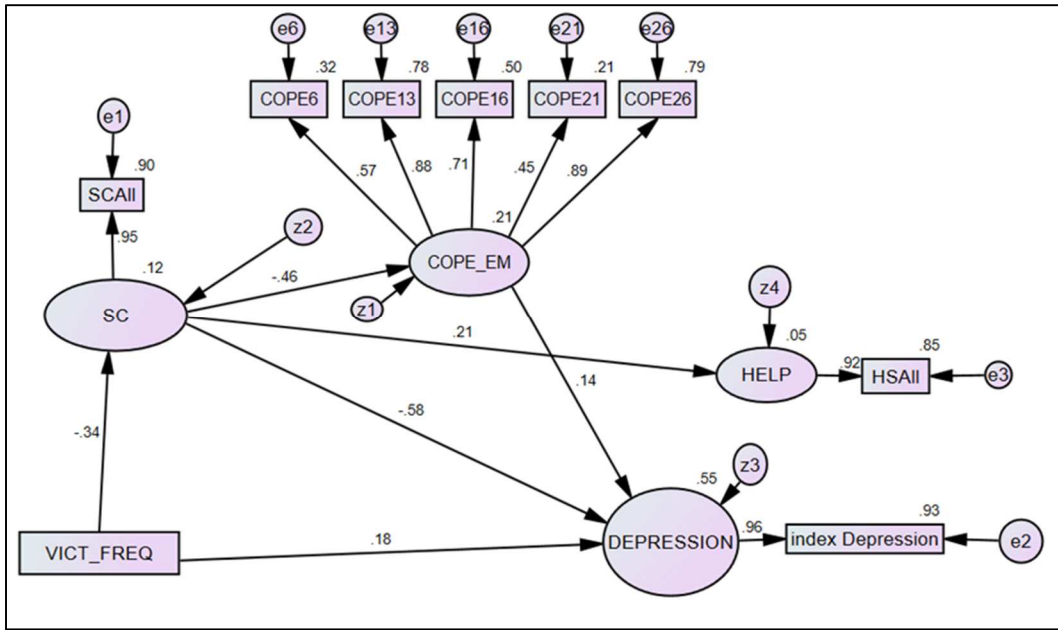 e6
e13
e16
e21
e26
.32
.78
.50
.21
.79
COPE6
COPE13
COPE16
COPE21
COPE26
e1
.90
SCAll
.57
.88
.71
.45
.89
.95
z2
.21
.12
-.46
COPE_EM
SC
z1
z4
.21
.05
.85
HELP
.92
HSAll
e3
.14
-.34
-.58
.55
z3
.93
VICT_FREQ
.18
DEPRESSION
.96
index Depression
e2